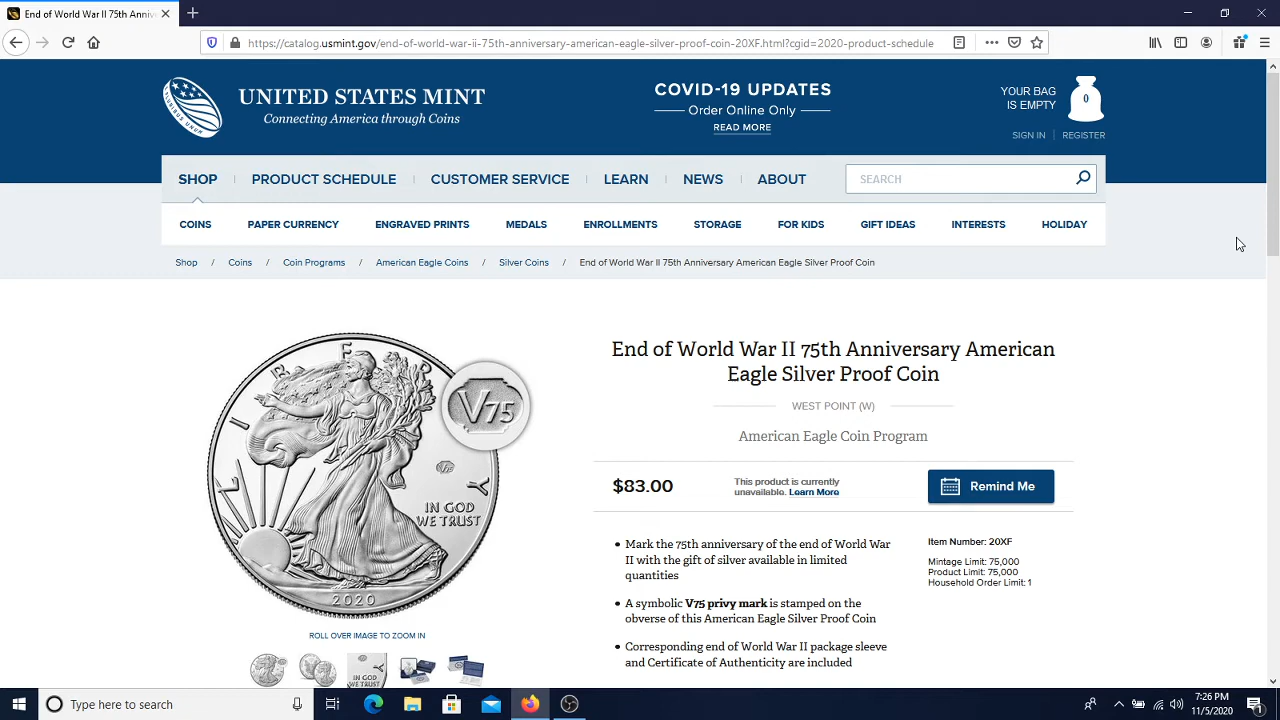 End of World War II 75th Anniv
https://catalog.usmint.gov/end-of-world-war-ii-75th-anniversary-american-eagle-silver-proof-coin-20XF.html?cgid=2020-product-schedule
UNITED STATES MINT
Connecting America through Coins
COVID-19 UPDATES
Order Online Only
READ MORE
YOUR BAG
IS EMPTY
0
SIGN IN | REGISTER
SHOP
PRODUCT SCHEDULE
CUSTOMER SERVICE
LEARN
NEWS
ABOUT
SEARCH
COINS
PAPER CURRENCY
ENGRAVED PRINTS
MEDALS
ENROLLMENTS
STORAGE
FOR KIDS
GIFT IDEAS
INTERESTS
HOLIDAY
Shop / Coins / Coin Programs / American Eagle Coins / Silver Coins / End of World War II 75th Anniversary American Eagle Silver Proof Coin
LIBERTY
V75
IN GOD
WE TRUST
2020
ROLL OVER IMAGE TO ZOOM IN
End of World War II 75th Anniversary American
Eagle Silver Proof Coin
WEST POINT (W)
American Eagle Coin Program
$83.00
This product is currently
unavailable. Learn More
Remind Me
• Mark the 75th anniversary of the end of World War
II with the gift of silver available in limited
quantities
• A symbolic V75 privy mark is stamped on the
obverse of this American Eagle Silver Proof Coin
• Corresponding end of World War II package sleeve
and Certificate of Authenticity are included
Item Number: 20XF
Mintage Limit: 75,000
Product Limit: 75,000
Household Order Limit: 1
Type here to search
7:26 PM
11/5/2020